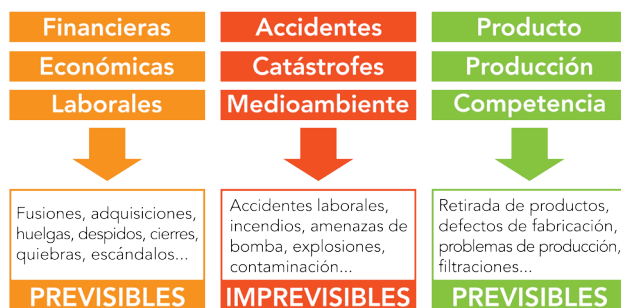 Financieras
Económicas
Laborales
Fusiones, adquisiciones,
huelgas, despidos, cierres,
quiebras, escándalos...
PREVISIBLES
Accidentes
Catástrofes
Medioambiente
Accidentes laborales,
incendios, amenazas de
bomba, explosiones,
contaminación...
IMPREVISIBLES
Producto
Producción
Competencia
Retirada de productos,
defectos de fabricación,
problemas de producción,
filtraciones...
PREVISIBLES